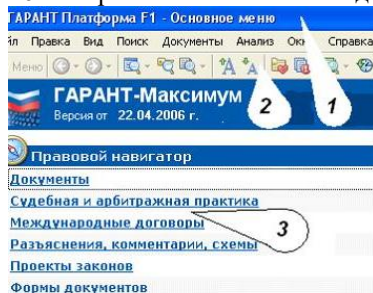 ГАРАНТ Платформа F1 - Основное меню
йл Правка Вид Поиск Документы Анализ Окн Справка
Меню
ГАРАНТ-Максимум
Версия от 22.04.2006 г.
2
1
Правовой навигатор
Документы
Судебная и арбитражная практика
Международные договоры
3
Разъяснения, комментарии, схемы
Проекты законов
Формы документов